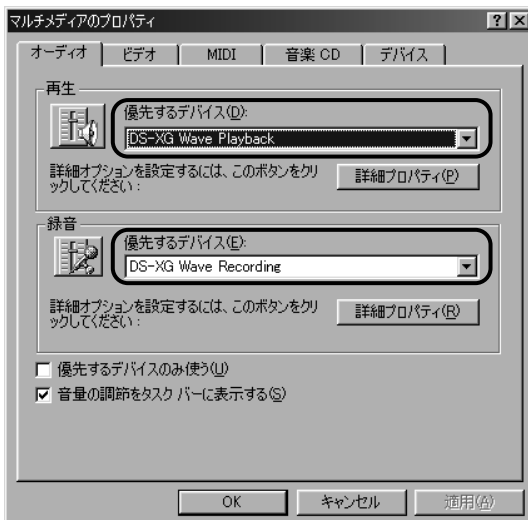 マルチメディアのプロパティ
オーディオ ビデオ MIDI 音楽 CD デバイス
再生
優先するデバイス(D):
DS-XG Wave Playback
詳細オプションを設定するには、このボタンをクリ
ックしてください:
詳細プロパティ(P)
録音
優先するデバイス(E):
DS-XG Wave Recording
詳細オプションを設定するには、このボタンをクリ
ックしてください:
詳細プロパティ(R)
優先するデバイスのみ使う(U)
音量の調節をタスク バーに表示する(S)
OK キャンセル 適用(A)